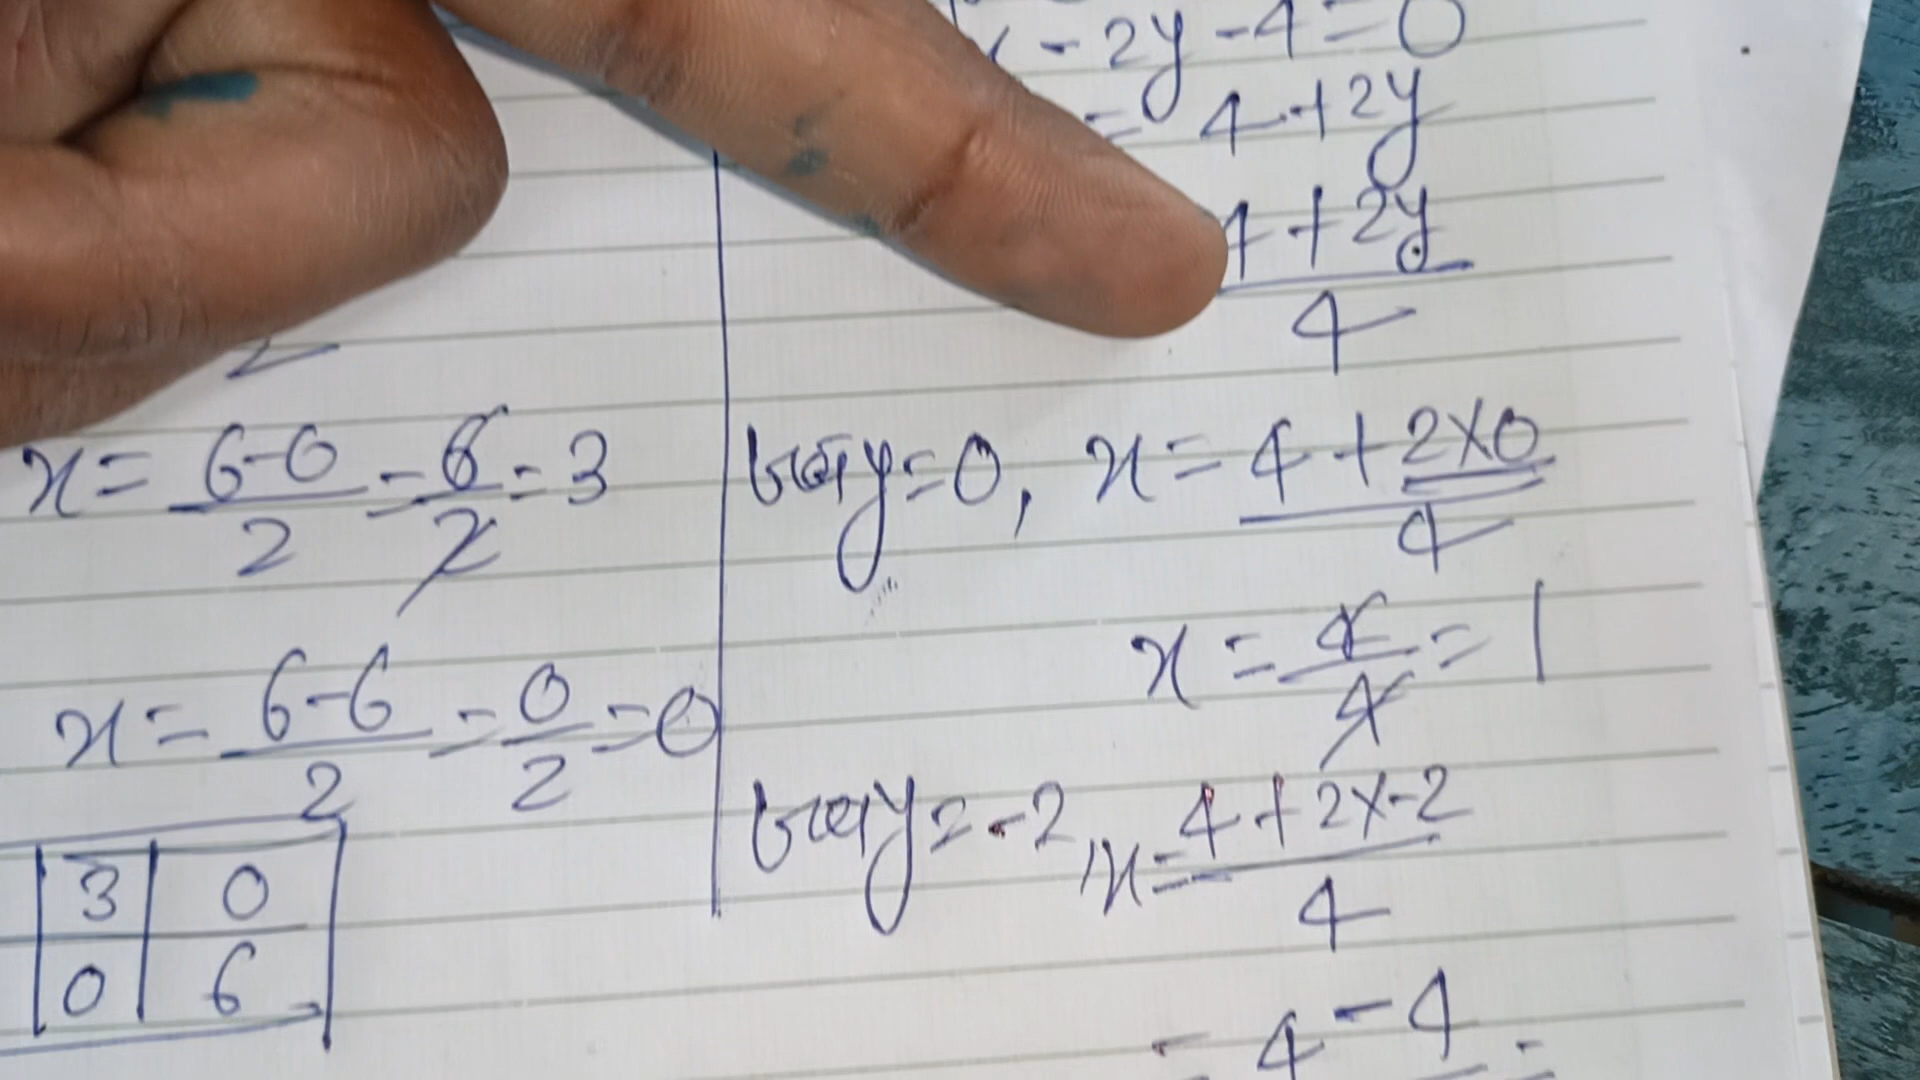 x = 6-0/2 = 6/2 = 3
x = 6-6/2 = 0/2 = 0
3 0
0 6
- 2y - 4 = 0
= 4 + 2y
4 + 2y/4
y = 0, x = 4 + 2×0/4
x = 4/4 = 1
y = -2, x = 4 + 2×-2/4
= 4 - 4 =